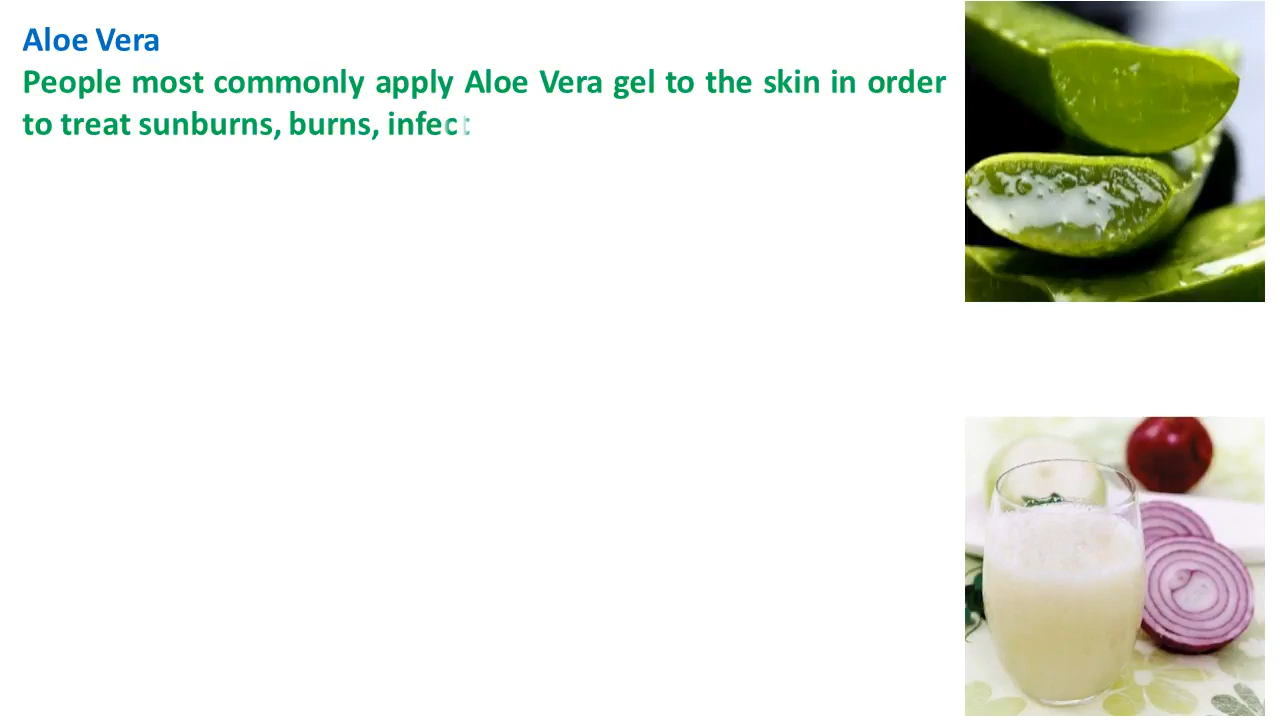 Aloe Vera
People most commonly apply Aloe Vera gel to the skin in order
to treat sunburns, burns, infect